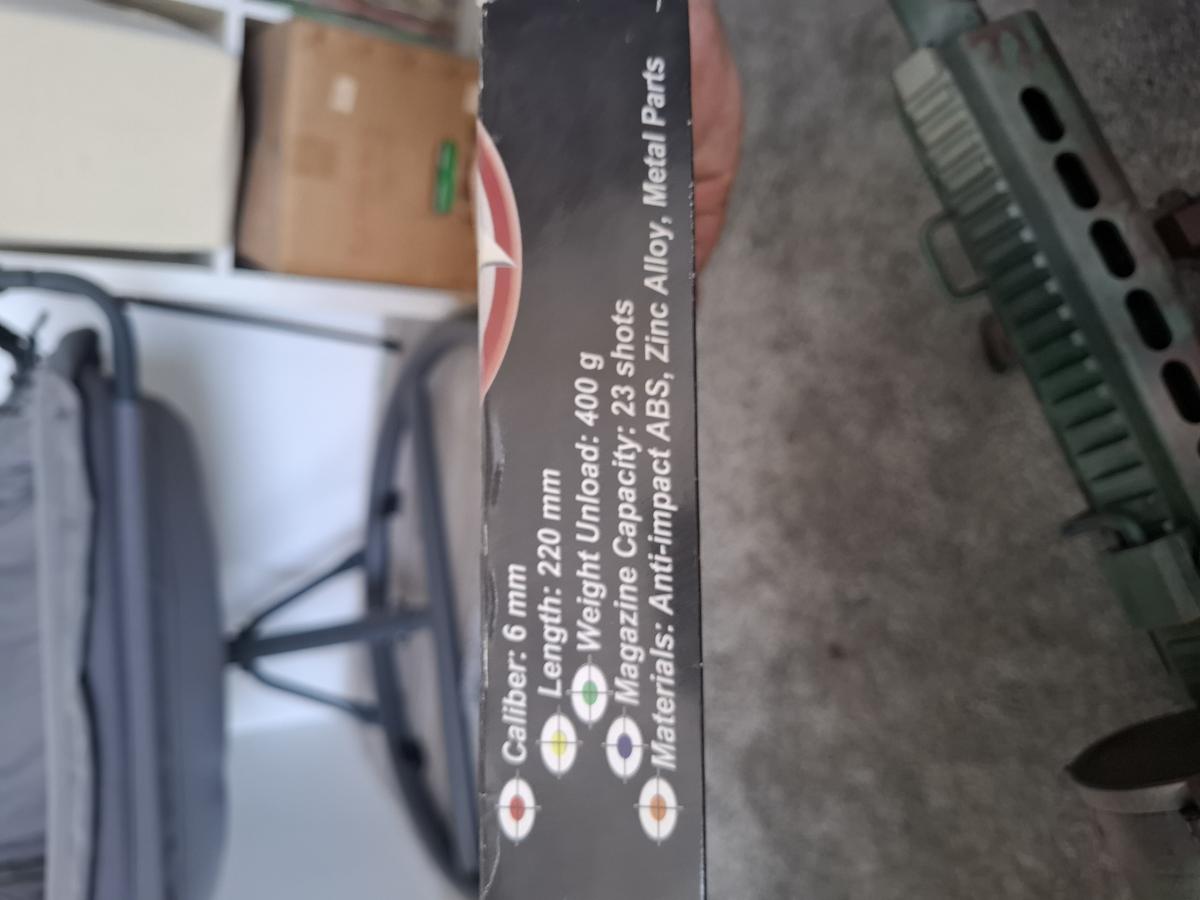 Caliber: 6 mm
Length: 220 mm
Weight Unload: 400 g
Magazine Capacity: 23 shots
Materials: Anti-impact ABS, Zinc Alloy, Metal Parts